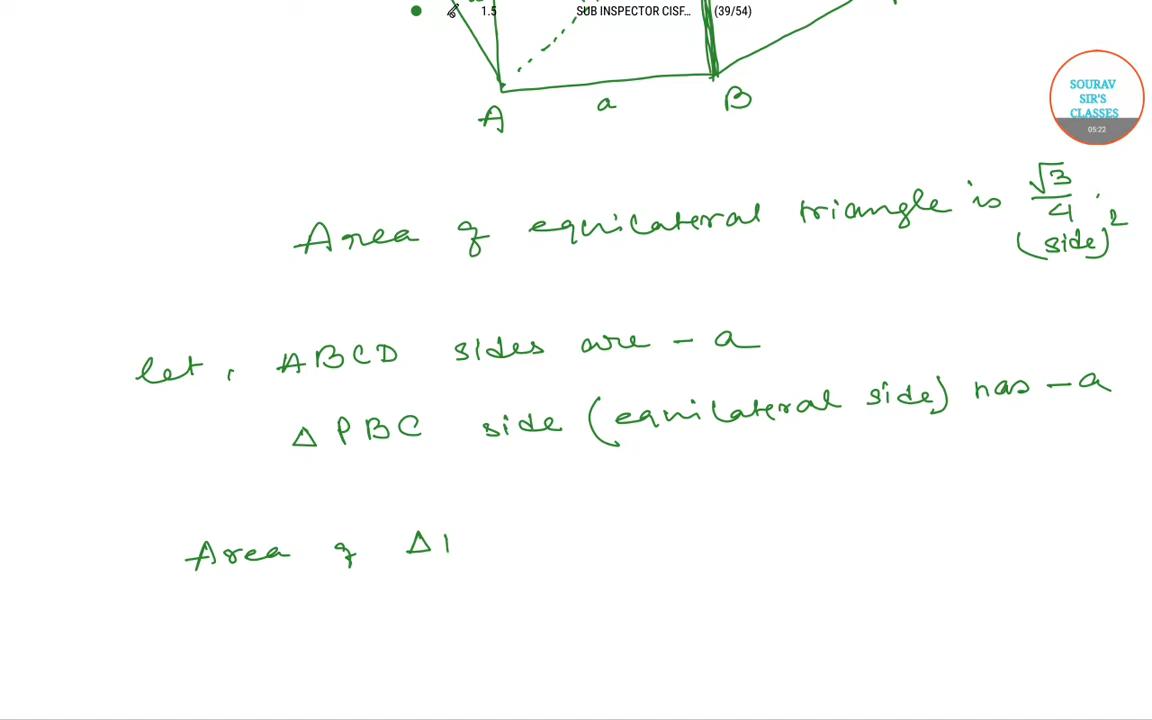 1.5 SUB INSPECTOR CISF... (39/54)
SOURAV
SIR'S
CLASSES
05:22
A a B
Area of equilateral triangle is √3/4 . (side)²
let, ABCD sides are - a
Δ PBC side (equilateral side) has - a
Area of Δ